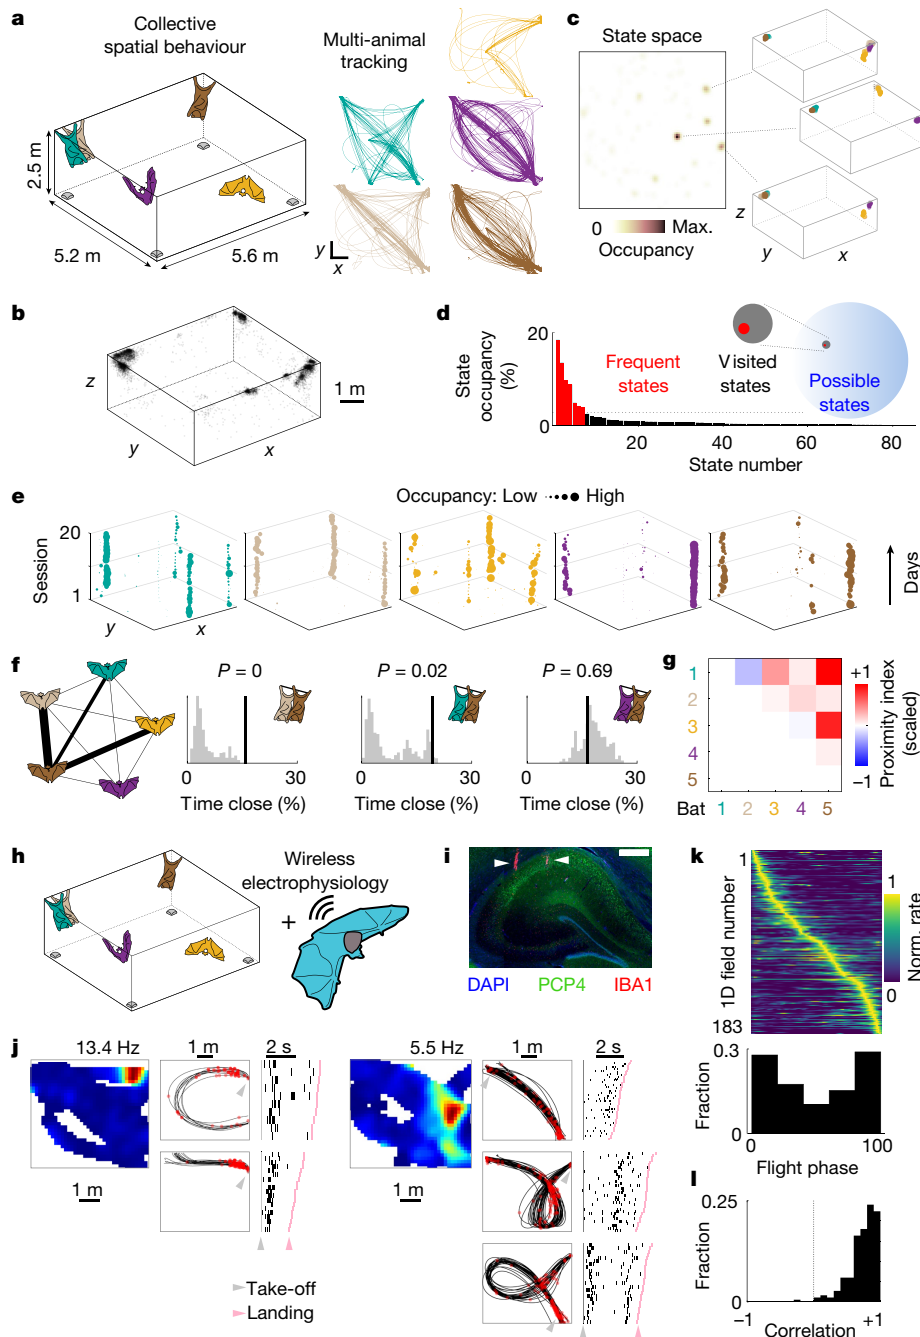 a
Collective
spatial behaviour
2.5 m
5.2 m
5.6 m
Multi-animal
tracking
y
x
c
State space
0
Max.
Occupancy
z
y
x
b
z
y
x
1 m
d
State
occupancy
(%)
20
0
Frequent
states
Visited
states
Possible
states
20
40
60
80
State number
e
Occupancy: Low
High
Session
20
1
y
x
Days
f
P = 0
P = 0.02
P = 0.69
0
30
0
30
0
30
Time close (%)
Time close (%)
Time close (%)
g
1
2
3
4
5
Bat
1
2
3
4
5
+1
−1
Proximity index
(scaled)
h
Wireless
electrophysiology
+
i
DAPI
PCP4
IBA1
k
1D field number
1
183
1
0
Norm. rate
Fraction
0.3
0
0
100
Flight phase
j
13.4 Hz
1 m
2 s
1 m
5.5 Hz
1 m
2 s
1 m
Take-off
Landing
l
Fraction
0.25
0
−1
+1
Correlation